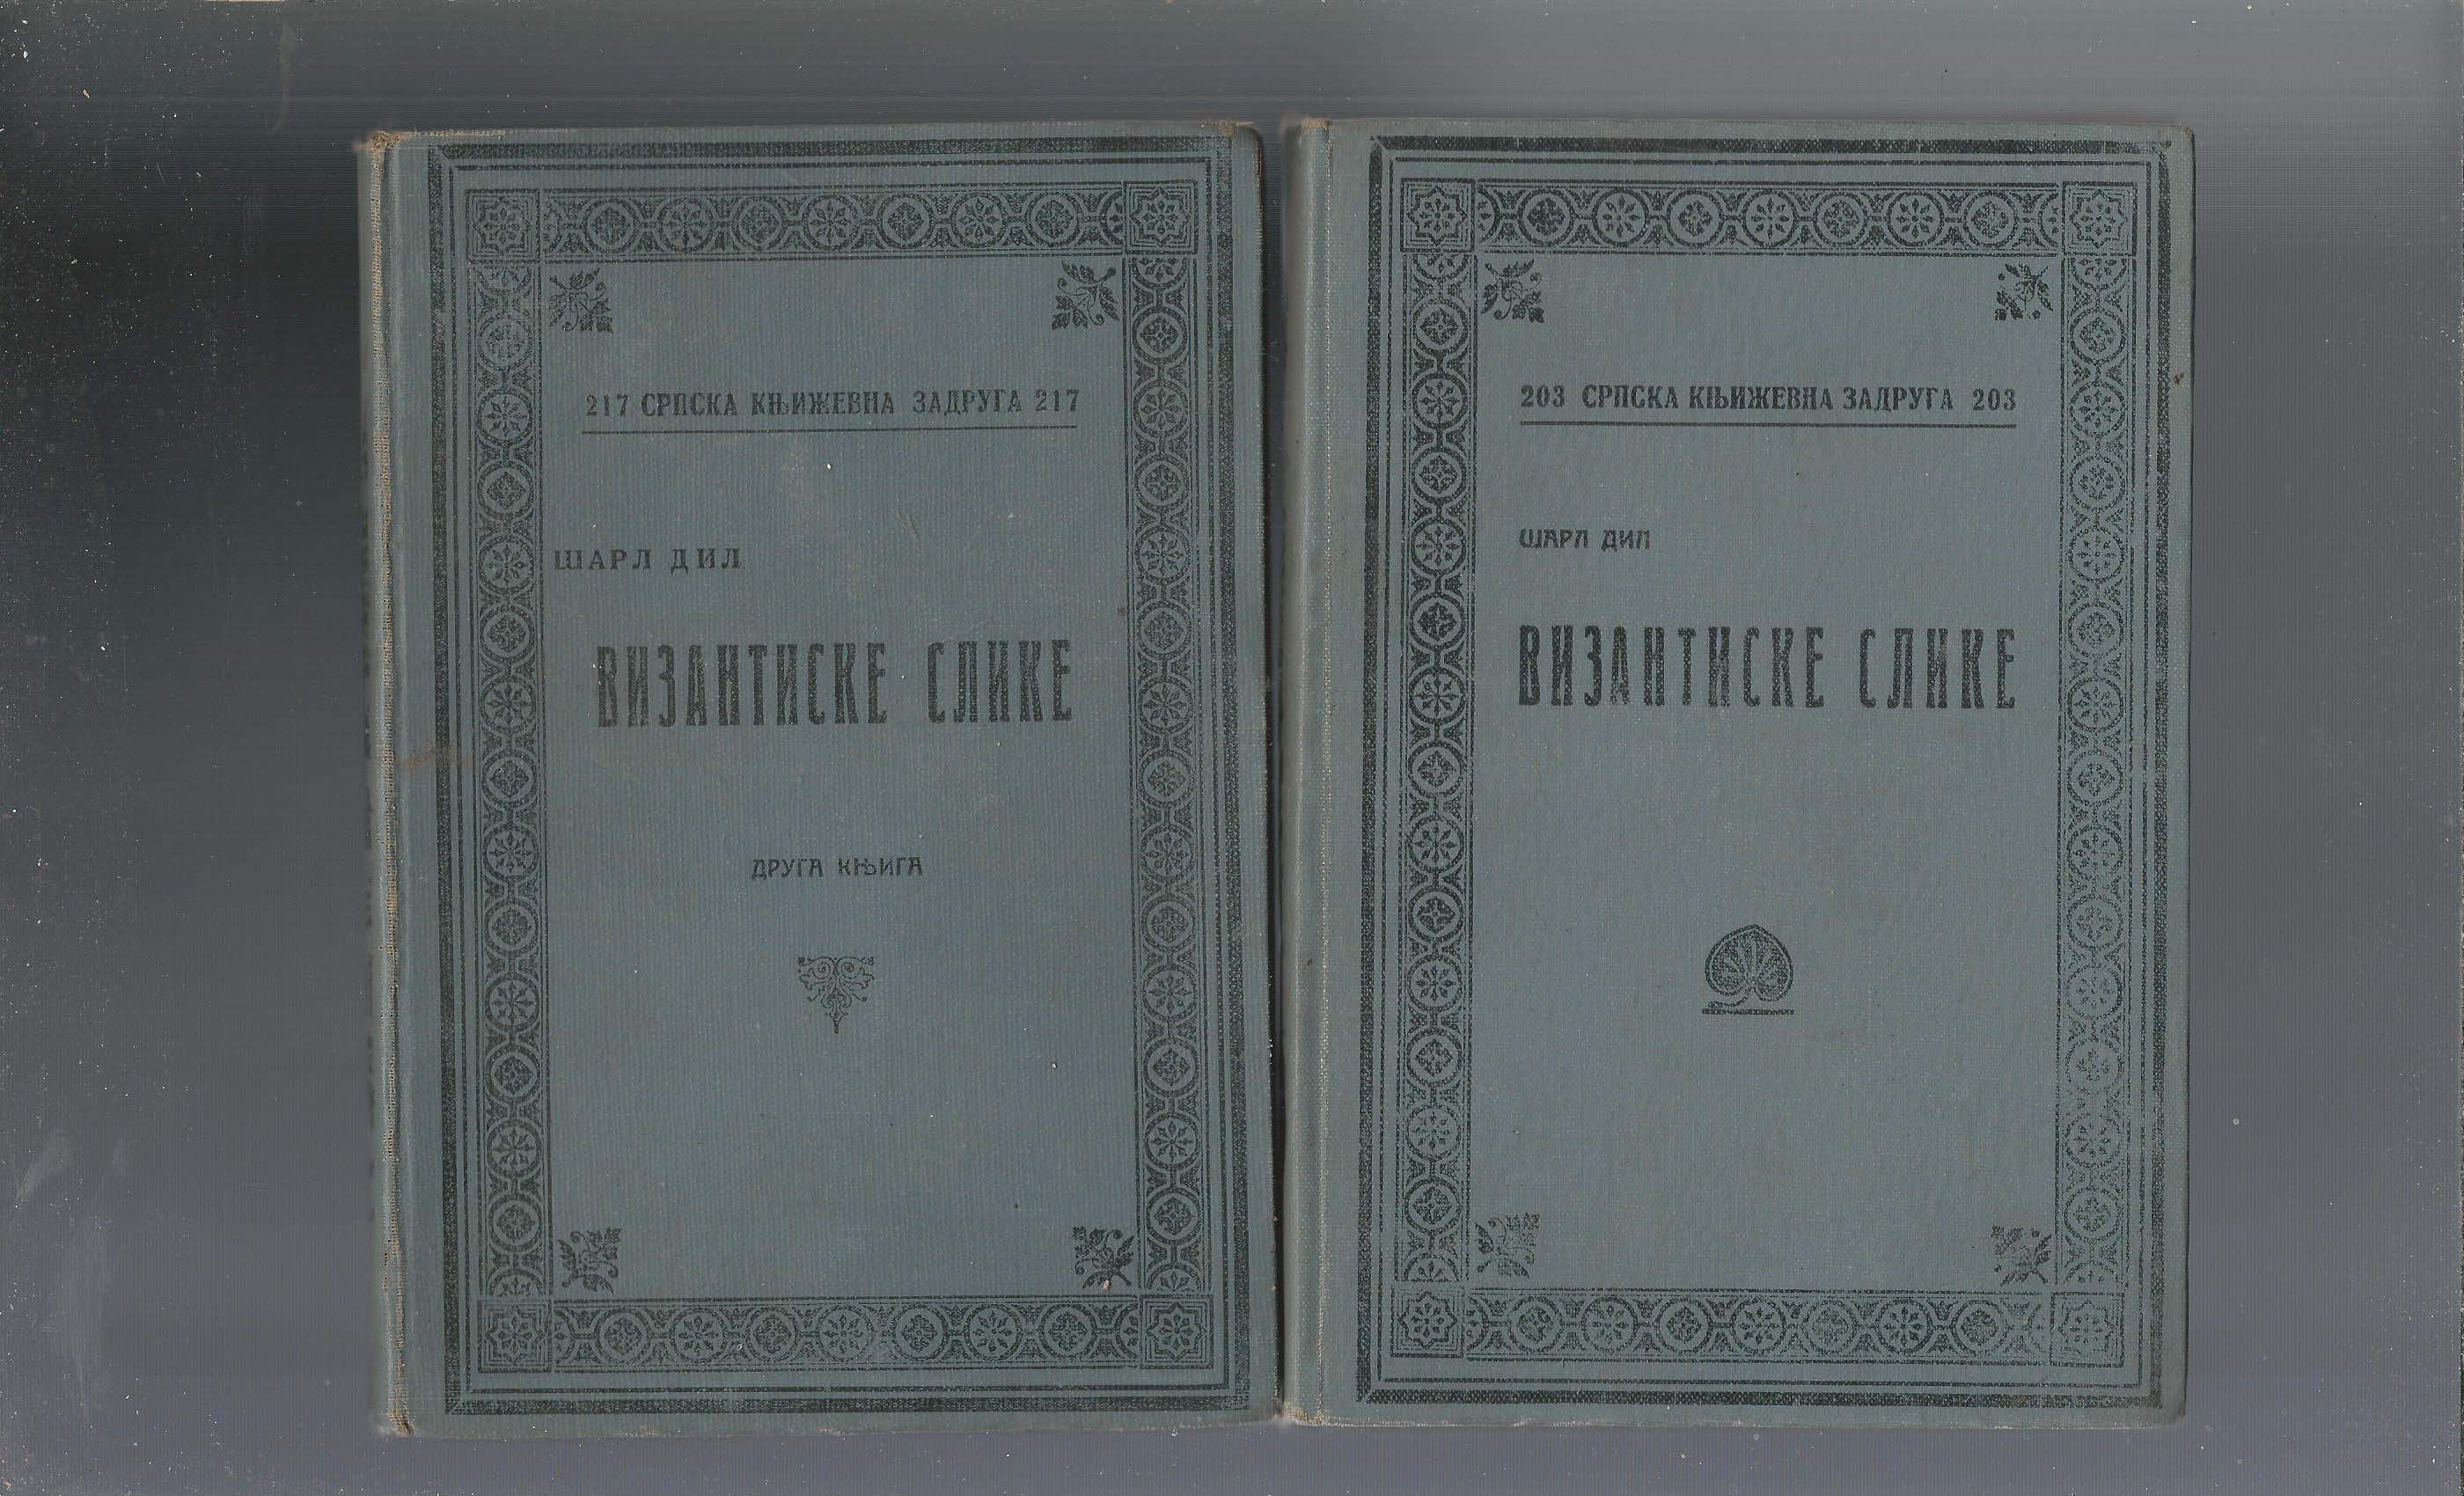 217 СРПСКА КЊИЖЕВНА ЗАДРУГА 217
ШАРЛ ДИЛ
ВИЗАНТИСКЕ СЛИКЕ
ДРУГА КЊИГА
203 СРПСКА КЊИЖЕВНА ЗАДРУГА 203
ШАРЛ ДИЛ
ВИЗАНТИСКЕ СЛИКЕ